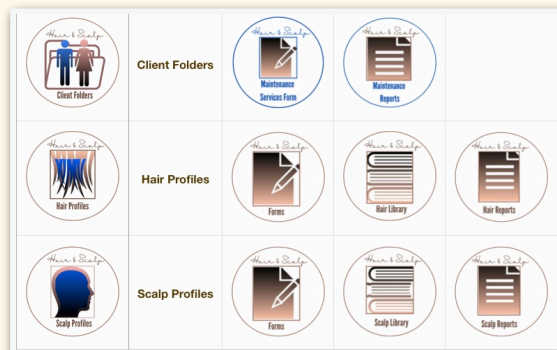 Hair & Scalp
Client Folders
Client Folders
Hair & Scalp
Maintenance
Services Form
Hair & Scalp
Maintenance
Reports
Hair & Scalp
Hair Profiles
Hair Profiles
Hair & Scalp
Forms
Hair & Scalp
Hair Library
Hair & Scalp
Hair Reports
Hair & Scalp
Scalp Profiles
Scalp Profiles
Hair & Scalp
Forms
Hair & Scalp
Scalp Library
Hair & Scalp
Scalp Reports